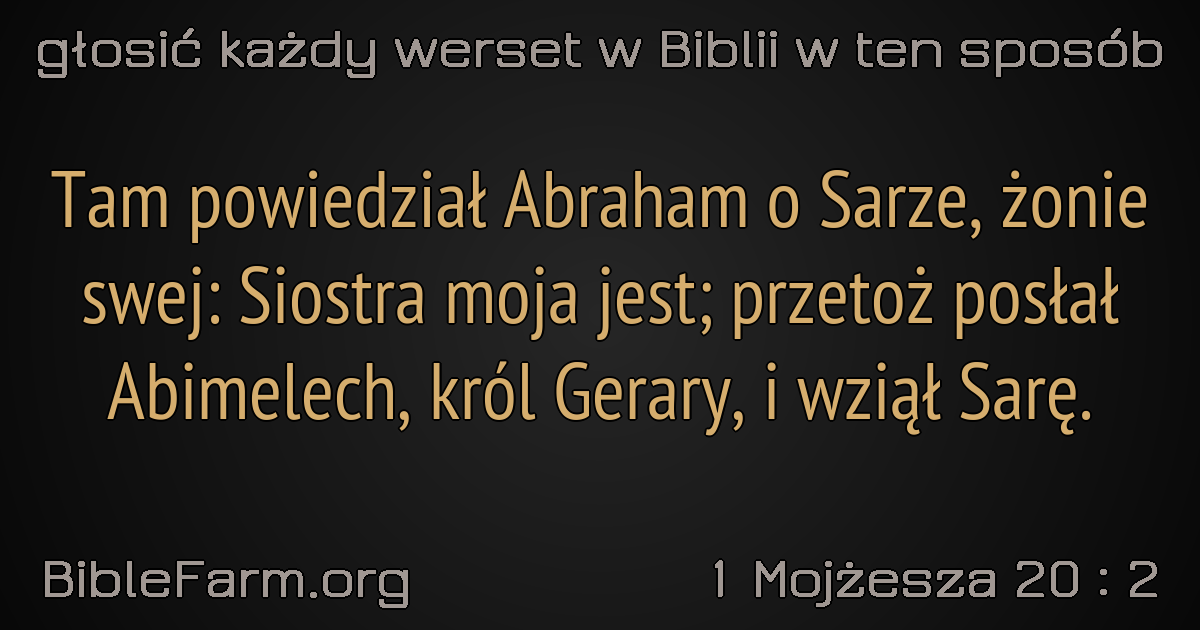 głosić każdy werset w Biblii w ten sposób
Tam powiedział Abraham o Sarze, żonie
swej: Siostra moja jest; przetoż posłał
Abimelech, król Gerary, i wziął Sarę.
BibleFarm.org
1 Mojżesza 20 : 2